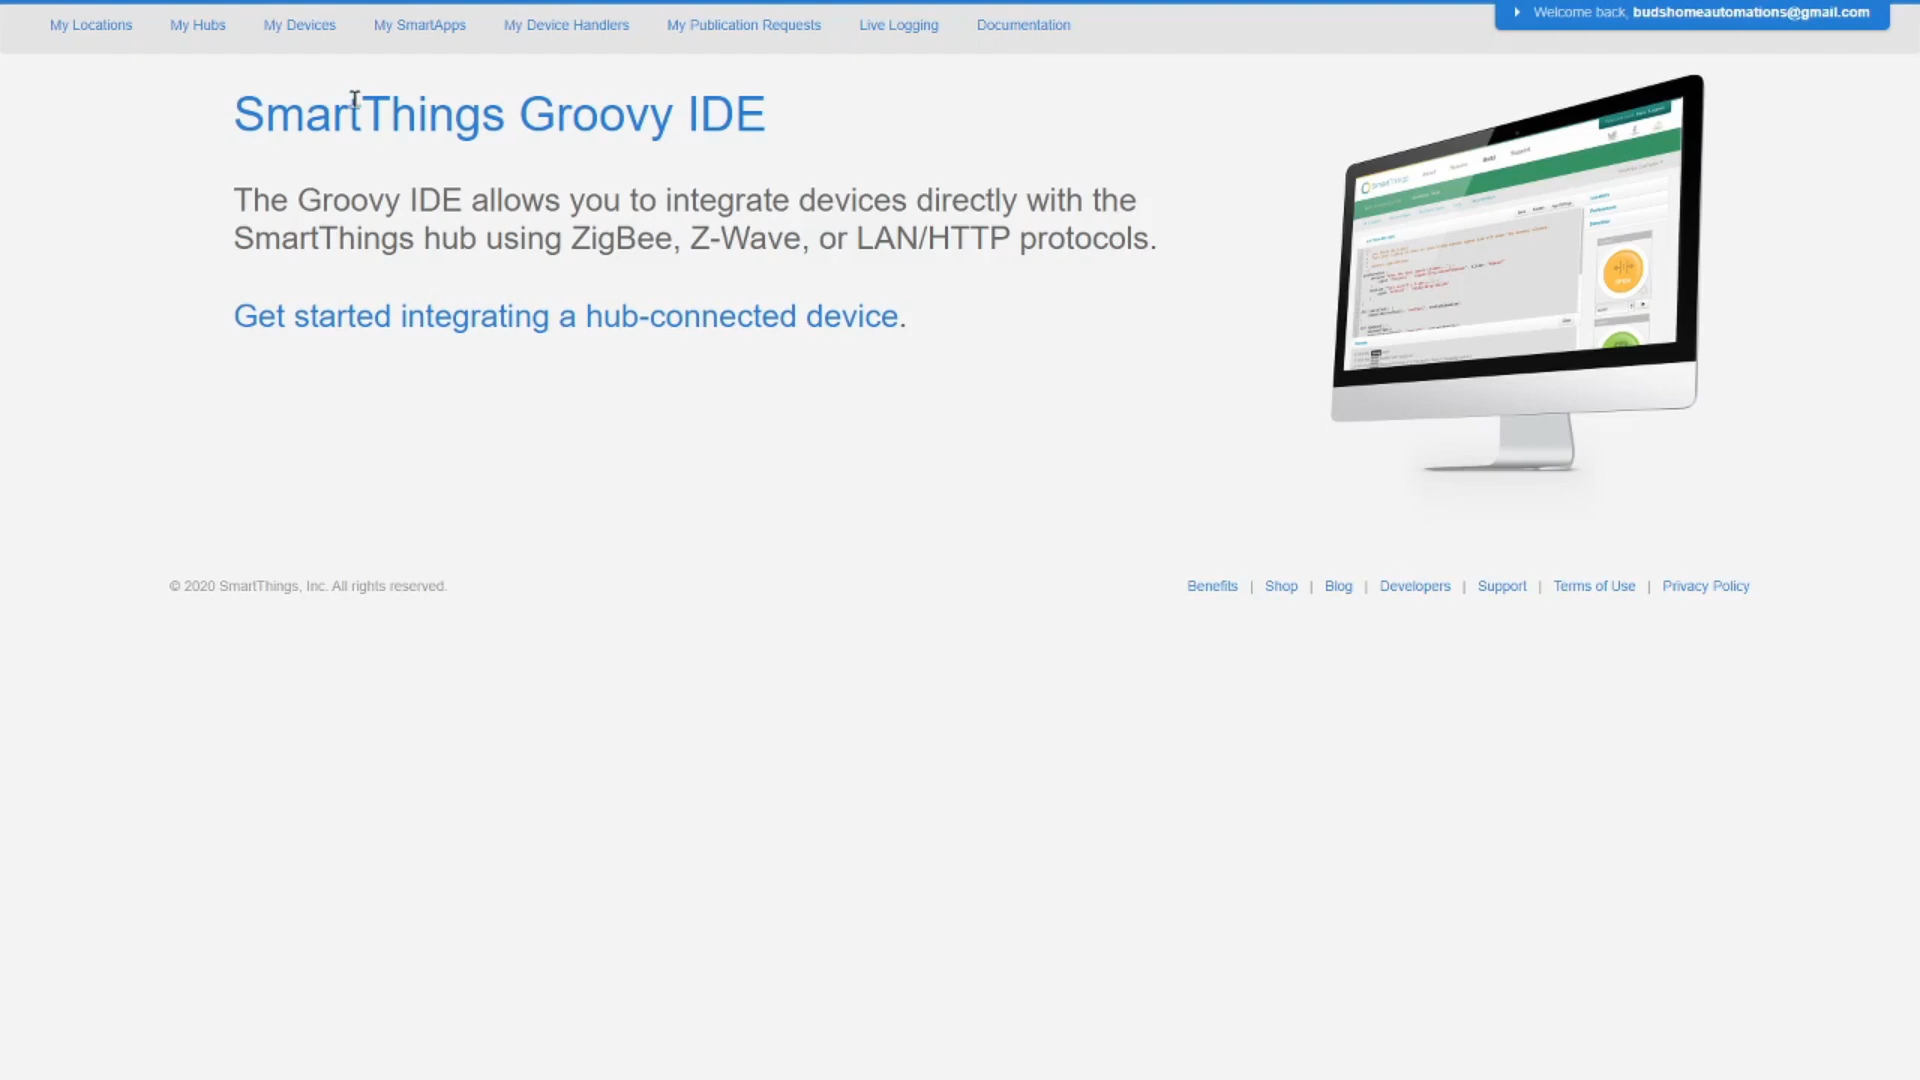 My Locations My Hubs My Devices My SmartApps My Device Handlers My Publication Requests Live Logging Documentation
Welcome back, budshomeautomations@gmail.com
SmartThings Groovy IDE
The Groovy IDE allows you to integrate devices directly with the
SmartThings hub using ZigBee, Z-Wave, or LAN/HTTP protocols.
Get started integrating a hub-connected device.
SmartThings
© 2020 SmartThings, Inc. All rights reserved.
Benefits | Shop | Blog | Developers | Support | Terms of Use | Privacy Policy